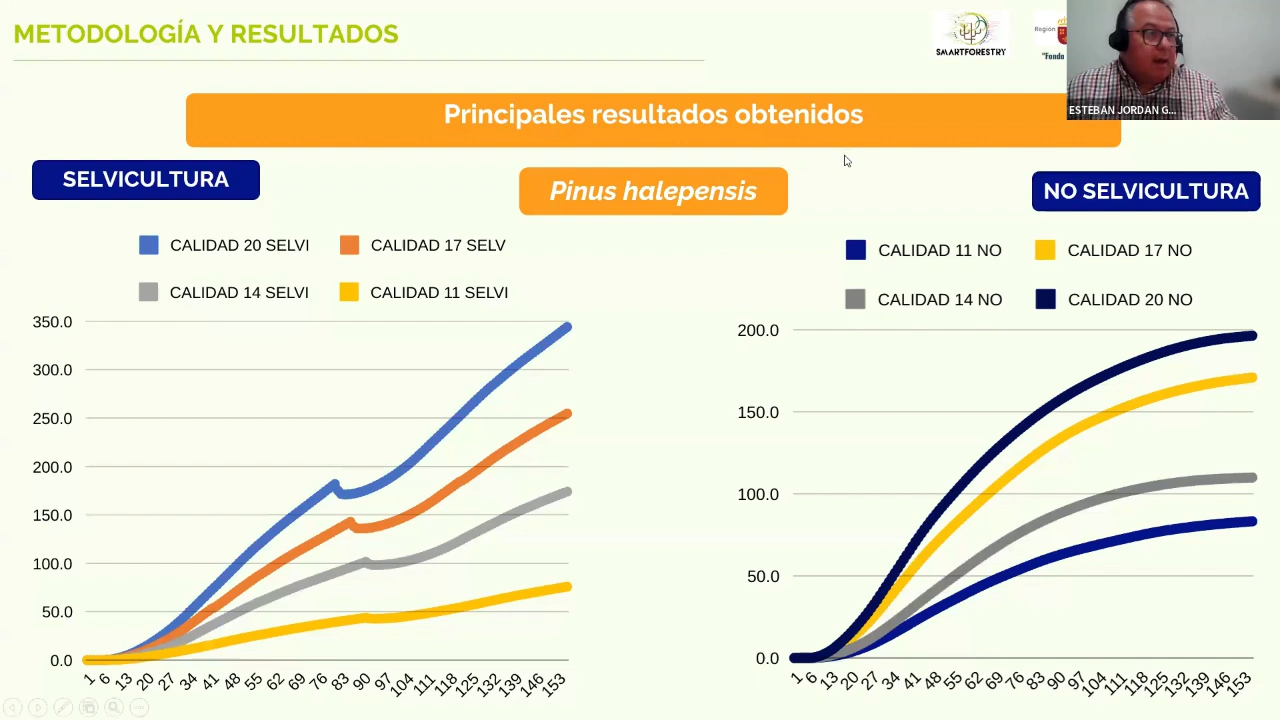 METODOLOGÍA Y RESULTADOS
SMARTFORESTRY
Región
"Fondo
ESTEBAN JORDAN G...
Principales resultados obtenidos
SELVICULTURA
Pinus halepensis
NO SELVICULTURA
CALIDAD 20 SELVI
CALIDAD 17 SELV
CALIDAD 14 SELVI
CALIDAD 11 SELVI
350.0
300.0
250.0
200.0
150.0
100.0
50.0
0.0
1 6 13 20 27 34 41 48 55 62 69 76 83 90 97 104 111 118 125 132 139 146 153
CALIDAD 11 NO
CALIDAD 17 NO
CALIDAD 14 NO
CALIDAD 20 NO
200.0
150.0
100.0
50.0
0.0
1 6 13 20 27 34 41 48 55 62 69 76 83 90 97 104 111 118 125 132 139 146 153